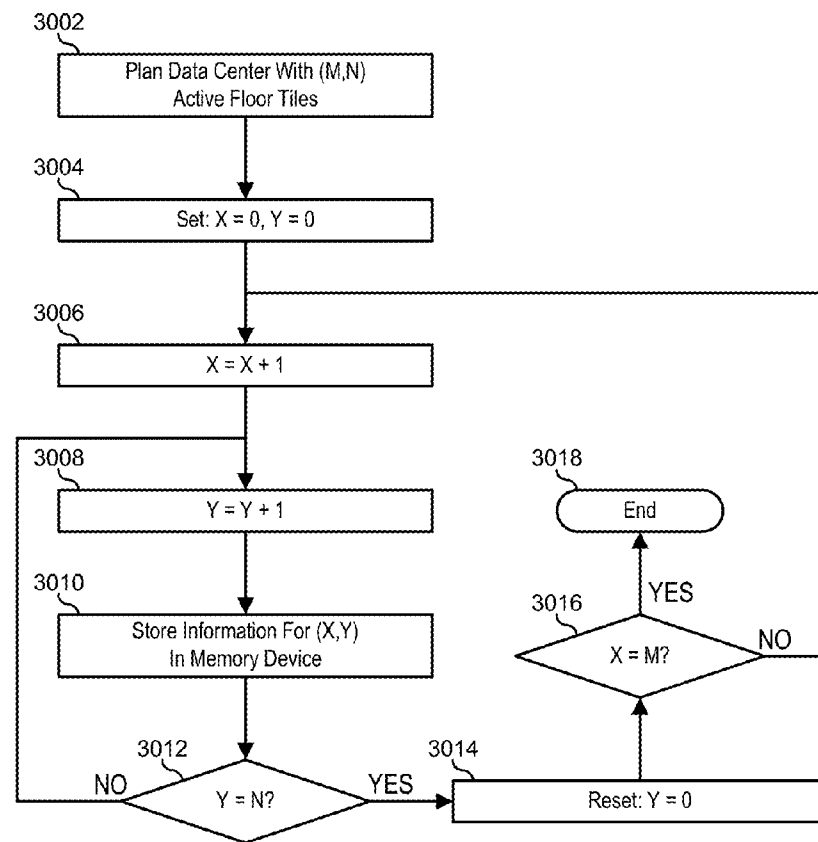 3002
Plan Data Center With (M,N)
Active Floor Tiles
3004
Set: X = 0, Y = 0
3006
X = X + 1
3008
Y = Y + 1
3010
Store Information For (X,Y)
In Memory Device
3012
NO
Y = N?
YES
3014
Reset: Y = 0
3016
X = M?
NO
YES
3018
End